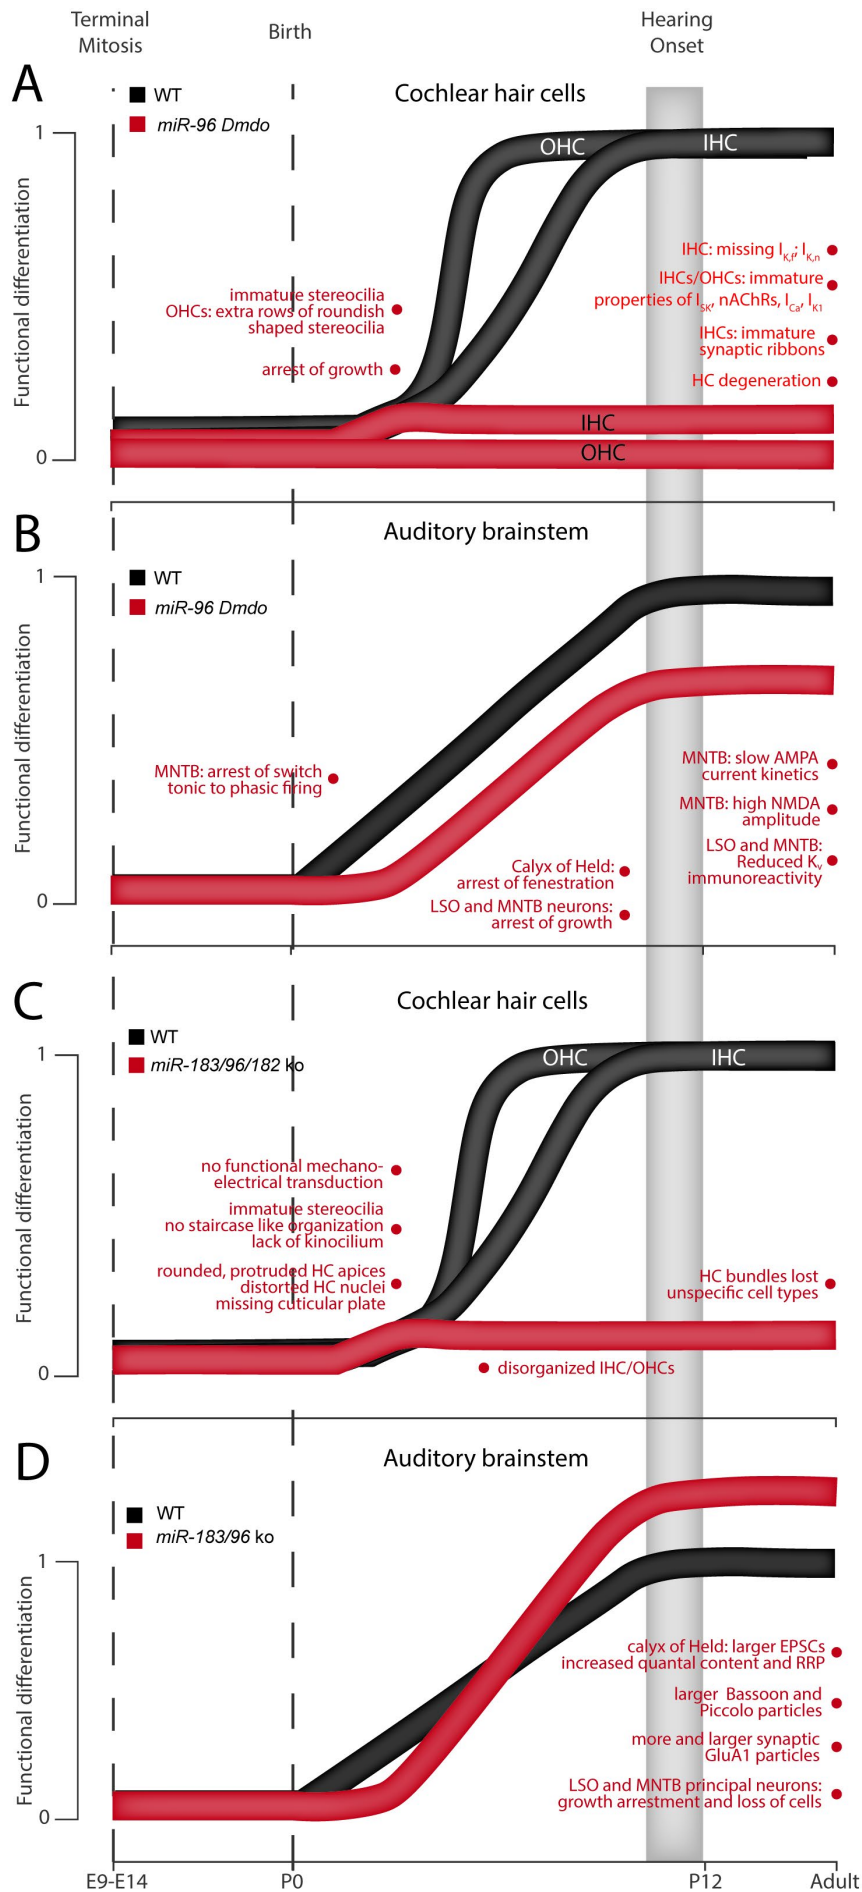 Terminal
Mitosis
Birth
Hearing
Onset
A
Cochlear hair cells
WT
miR-96 Dmdo
1
0
Functional differentiation
OHC
IHC
IHC: missing IK,f; IK,n
IHCs/OHCs: immature
properties of ISK, nAChRs, ICa, IK1
IHCs: immature
synaptic ribbons
HC degeneration
immature stereocilia
OHCs: extra rows of roundish
shaped stereocilia
arrest of growth
IHC
OHC
B
Auditory brainstem
WT
miR-96 Dmdo
1
0
Functional differentiation
MNTB: arrest of switch
tonic to phasic firing
MNTB: slow AMPA
current kinetics
MNTB: high NMDA
amplitude
LSO and MNTB:
Reduced Kv
immunoreactivity
Calyx of Held:
arrest of fenestration
LSO and MNTB neurons:
arrest of growth
C
Cochlear hair cells
WT
miR-183/96/182 ko
1
0
Functional differentiation
OHC
IHC
no functional mechano-
electrical transduction
immature stereocilia
no staircase like organization
lack of kinocilium
rounded, protruded HC apices
distorted HC nuclei
missing cuticular plate
HC bundles lost
unspecific cell types
disorganized IHC/OHCs
D
Auditory brainstem
WT
miR-183/96 ko
1
0
Functional differentiation
calyx of Held: larger EPSCs
increased quantal content and RRP
larger Bassoon and
Piccolo particles
more and larger synaptic
GluA1 particles
LSO and MNTB principal neurons:
growth arrestment and loss of cells
E9-E14
P0
P12
Adult